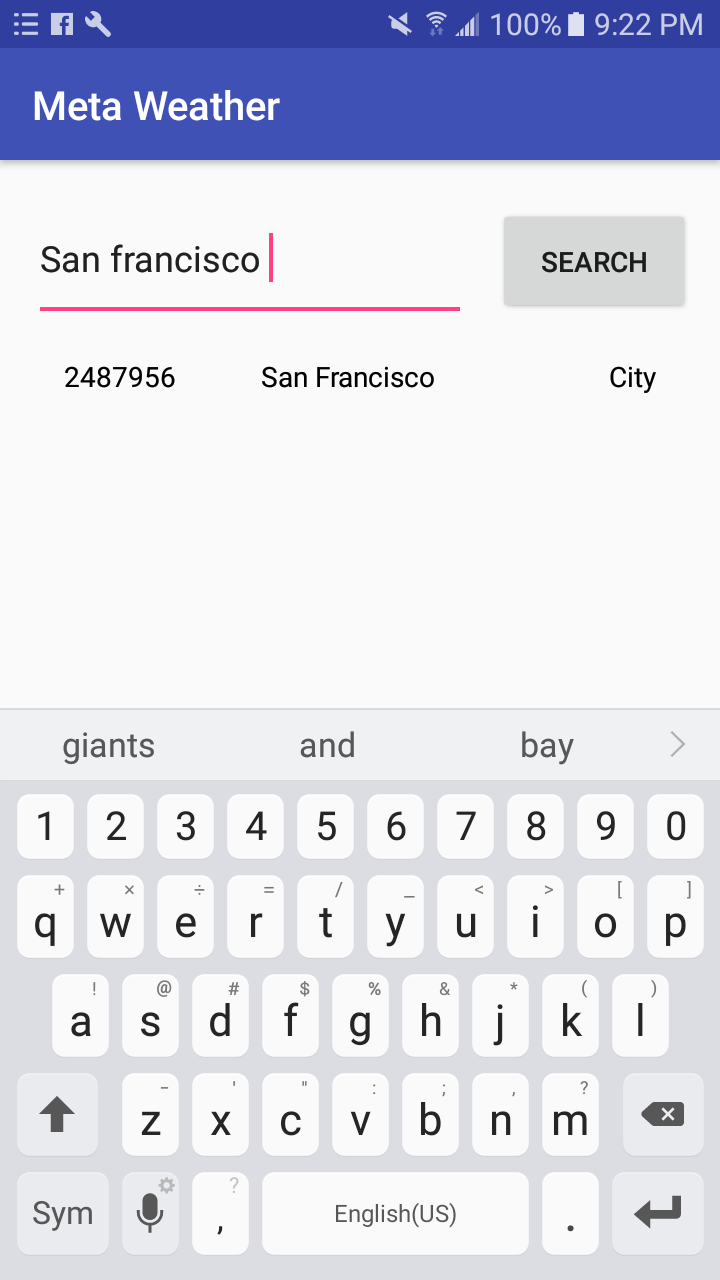 100% 9:22 PM
Meta Weather
San francisco SEARCH
2487956 San Francisco City
giants and bay
1 2 3 4 5 6 7 8 9 0
+ × ÷ = / _ < > [ ]
q w e r t y u i o p
! @ # $ % & * ( )
a s d f g h j k l
- ' " : ; , ?
z x c v b n m
Sym , ? English(US) .